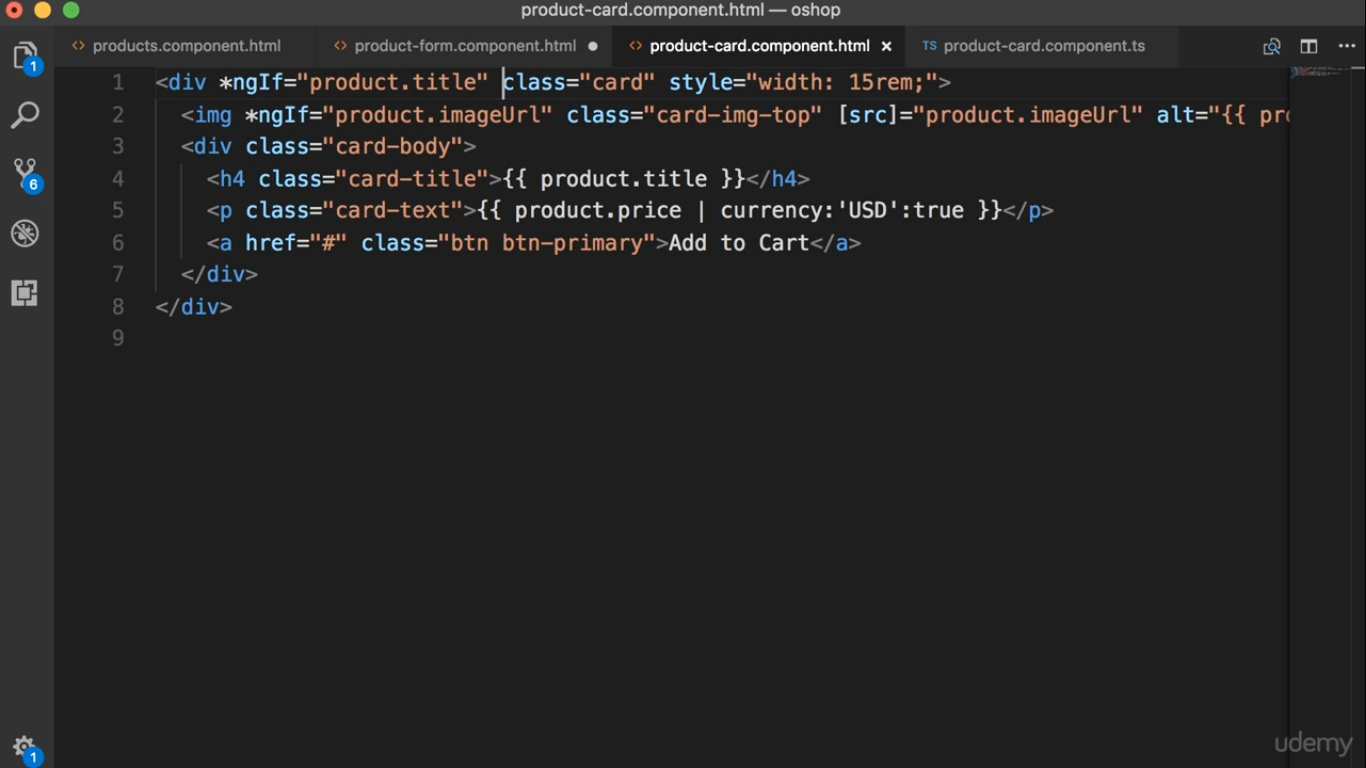 product-card.component.html — oshop
products.component.html
product-form.component.html
product-card.component.html
TS product-card.component.ts
1 <div *ngIf="product.title" class="card" style="width: 15rem;">
2 <img *ngIf="product.imageUrl" class="card-img-top" [src]="product.imageUrl" alt="{{ pro
3 <div class="card-body">
4 <h4 class="card-title">{{ product.title }}</h4>
5 <p class="card-text">{{ product.price | currency:'USD':true }}</p>
6 <a href="#" class="btn btn-primary">Add to Cart</a>
7 </div>
8 </div>
9
1
6
1
udemy